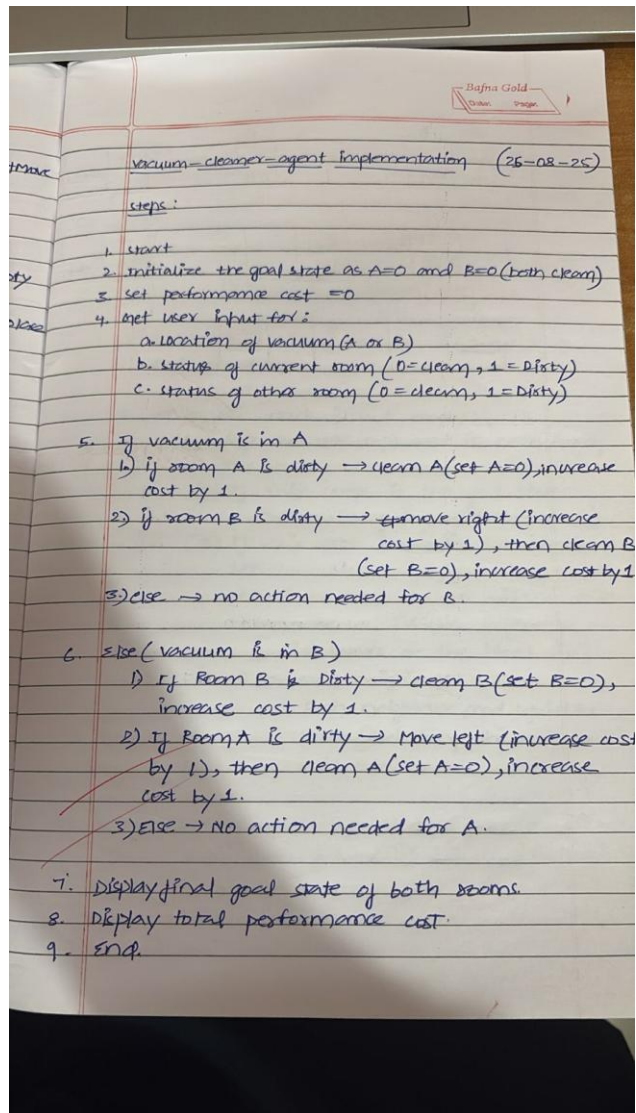 Bafna Gold
Date: Page:
tMove
vacuum-cleaner-agent implementation (25-08-25)
steps:
1. start
2. initialize the goal state as A=0 and B=0 (both clean)
3. set performance cost =0
4. Get user input for:
a. Location of vacuum (A or B)
b. status of current room (0=clean, 1=Dirty)
c. status of other room (0=clean, 1=Dirty)
5. If vacuum is in A
1) if room A is dirty → clean A (set A=0), increase
cost by 1.
2) if room B is dirty → move right (increase
cost by 1), then clean B
(set B=0), increase cost by 1
3.) else → no action needed for B.
6. Else (vacuum is in B)
1) If Room B is Dirty → clean B (set B=0),
increase cost by 1.
2) If Room A is dirty → Move left (increase cost
by 1), then clean A (set A=0), increase
cost by 1.
3) Else → No action needed for A.
7. Display final goal state of both rooms.
8. Display total performance cost.
9. End.